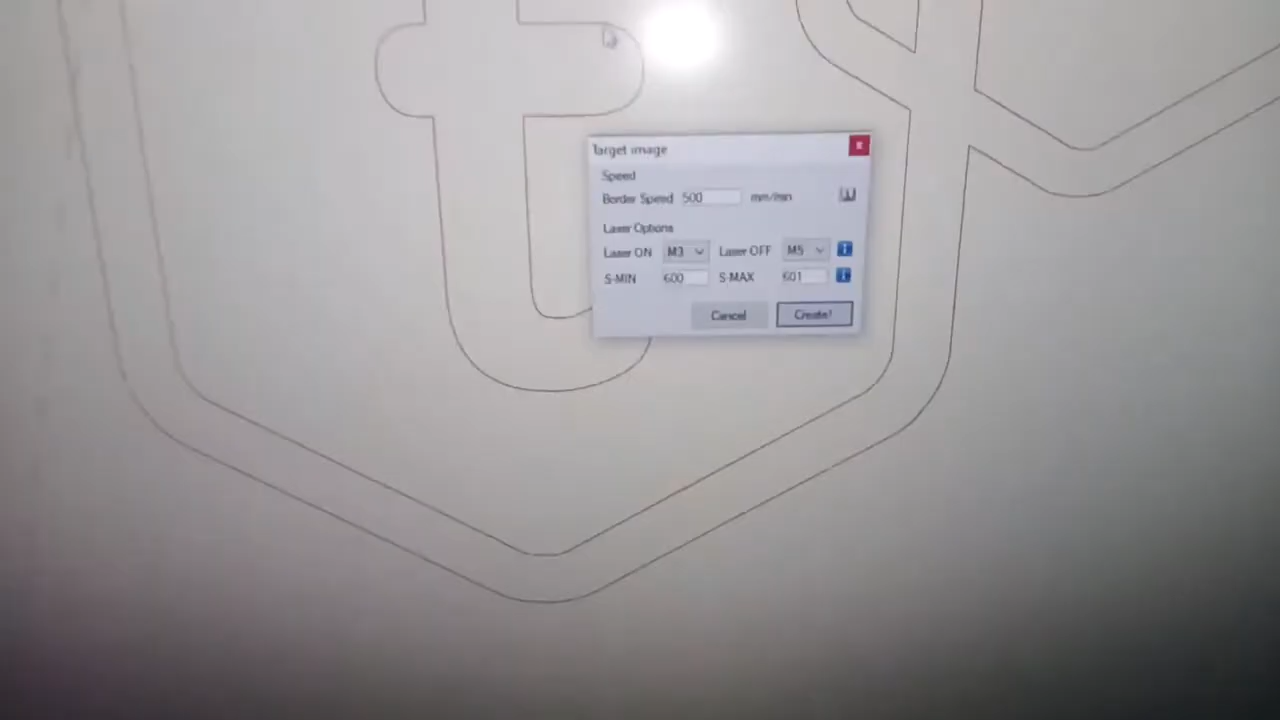 Target image
Speed
Border Speed 500 mm/min
Laser Options
Laser ON M3 Laser OFF M5
S-MIN 600 S-MAX 601
Cancel Create!